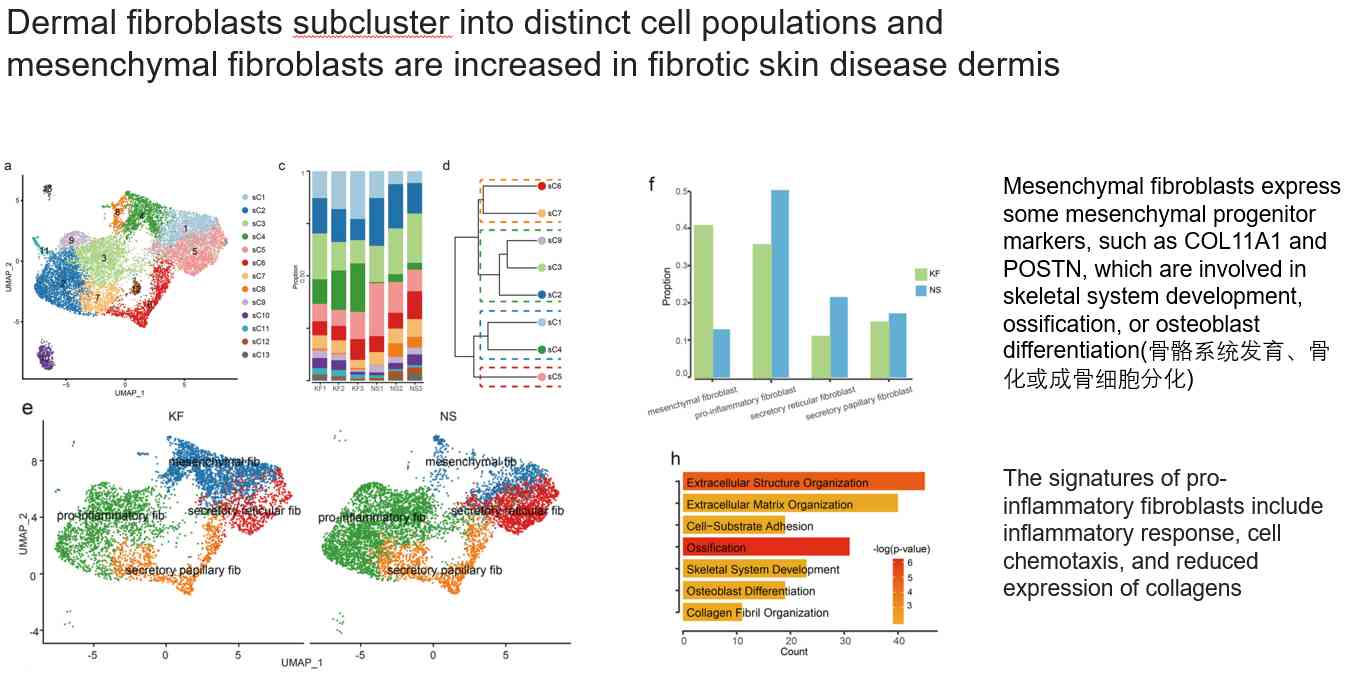 Dermal fibroblasts subcluster into distinct cell populations and
mesenchymal fibroblasts are increased in fibrotic skin disease dermis
a
UMAP_2
5
0
-5
-5
0
5
UMAP_1
1
2
3
4
5
7
8
9
11
12
sC1
sC2
sC3
sC4
sC5
sC6
sC7
sC8
sC9
sC10
sC11
sC12
sC13
c
1
0.50
KF1 KF2 KF3 NS1 NS2 NS3
d
sC6
sC7
sC9
sC3
sC2
sC1
sC4
sC5
e
KF
NS
mesenchymal fib
pro-inflammatory fib
secretory reticular fib
secretory papillary fib
mesenchymal fib
pro-inflammatory fib
secretory reticular fib
secretory papillary fib
UMAP_2
8
4
0
-4
-5
0
5
-5
0
5
UMAP_1
f
Proprtion
0.5
0.4
0.3
0.2
0.1
0.0
mesenchymal fibroblast
pro-inflammatory fibroblast
secretory reticular fibroblast
secretory papillary fibroblast
KF
NS
h
Extracellular Structure Organization
Extracellular Matrix Organization
Cell−Substrate Adhesion
Ossification
Skeletal System Development
Osteoblast Differentiation
Collagen Fibril Organization
-log(p-value)
6
5
4
3
0 10 20 30 40
Count
Mesenchymal fibroblasts express
some mesenchymal progenitor
markers, such as COL11A1 and
POSTN, which are involved in
skeletal system development,
ossification, or osteoblast
differentiation(骨骼系统发育、骨
化或成骨细胞分化)
The signatures of pro-
inflammatory fibroblasts include
inflammatory response, cell
chemotaxis, and reduced
expression of collagens